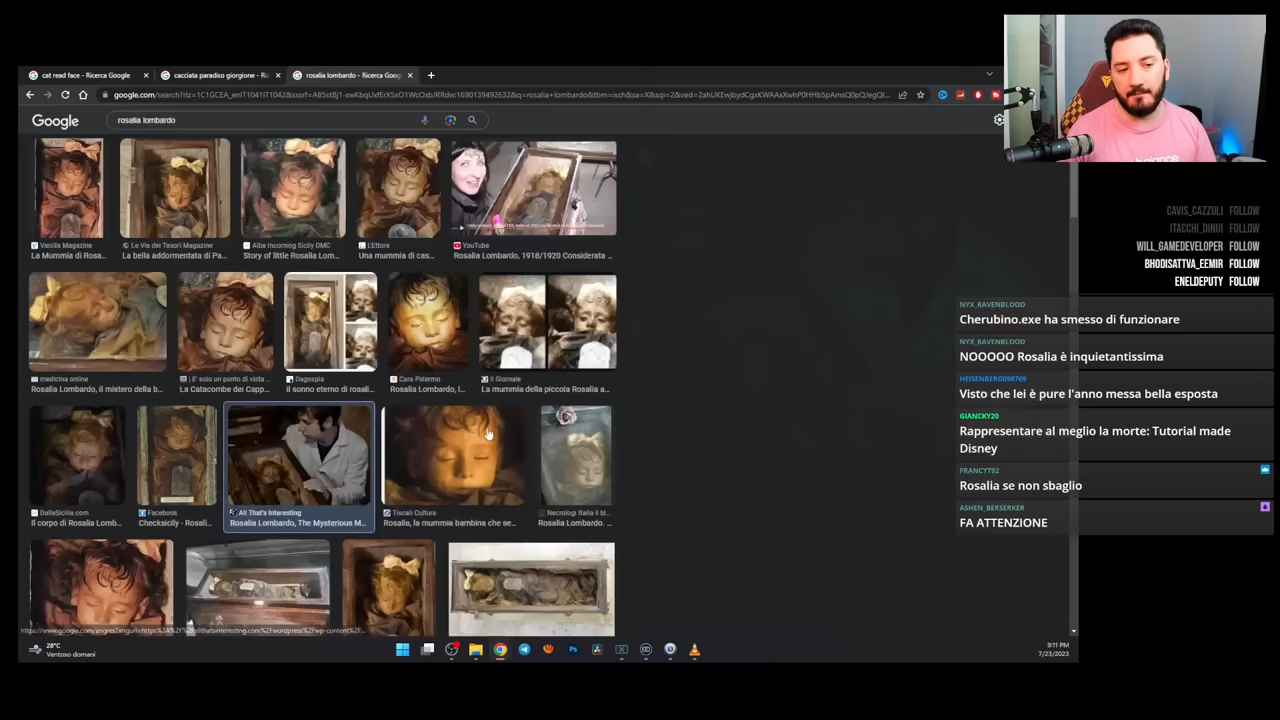 cat read face - Ricerca Google
cacciata paradiso giorgione - Ri
rosalia lombardo - Ricerca Goog
Google
rosalia lombardo
Vanilla Magazine
La Mummia di Rosa...
Le Vie dei Tesori Magazine
La bella addormentata di Pa...
Alba Incoming Sicily DMC
Story of little Rosalia Lom...
L'Ettore
Una mummia di cas...
YouTube
Rosalia Lombardo, 1918/1920 Considerata ...
medicina online
Rosalia Lombardo, il mistero della b...
E' solo un punto di vista ...
La Catacombe dei Capp...
Dagospia
il sonno eterno di rosali...
Cara Palermo
Rosalia Lombardo, l...
Il Giornale
La mummia della piccola Rosalia a...
DallaSicilia.com
Il corpo di Rosalia Lomb...
Facebook
Checksicily - Rosali...
All That's Interesting
Rosalia Lombardo, The Mysterious M...
Tiscali Cultura
Rosalia, la mummia bambina che se...
Necrologi Italia il bl...
Rosalia Lombardo. ...
28°C
Ventoso domani
9:11 PM
7/23/2023
CAVIS_CAZZULI FOLLOW
ITACCHI_DINUI FOLLOW
WILL_GAMEDEVELOPER FOLLOW
BHODISATTVA_EEMIR FOLLOW
ENELDEPUTY FOLLOW
NYX_RAVENBLOOD
Cherubino.exe ha smesso di funzionare
NYX_RAVENBLOOD
NOOOOO Rosalia è inquietantissima
HEISENBERG098769
Visto che lei è pure l'anno messa bella esposta
GIANCKY20
Rappresentare al meglio la morte: Tutorial made
Disney
FRANCYT92
Rosalia se non sbaglio
ASHEN_BERSERKER
FA ATTENZIONE